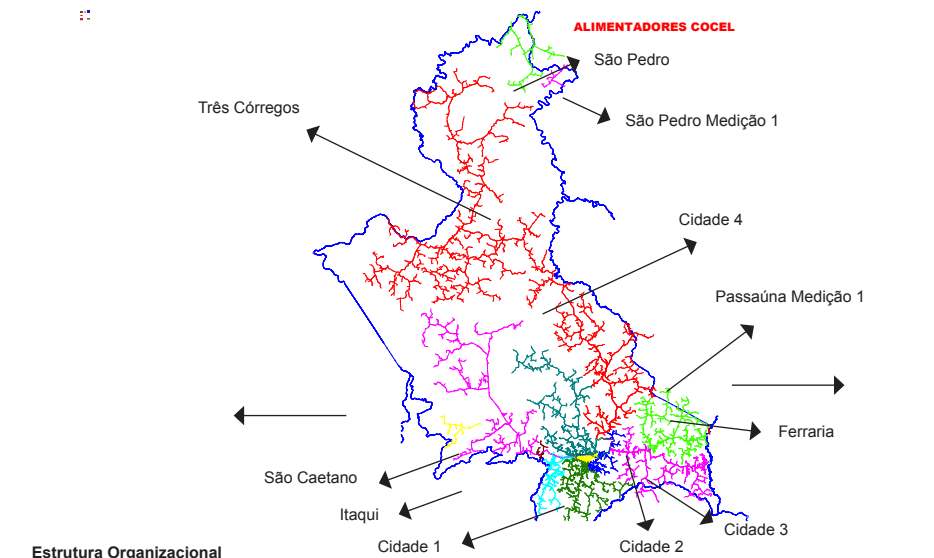 ALIMENTADORES COCEL
São Pedro
Três Córregos
São Pedro Medição 1
Cidade 4
Passaúna Medição 1
Ferraria
São Caetano
Itaqui
Cidade 3
Cidade 1
Cidade 2
Estrutura Organizacional